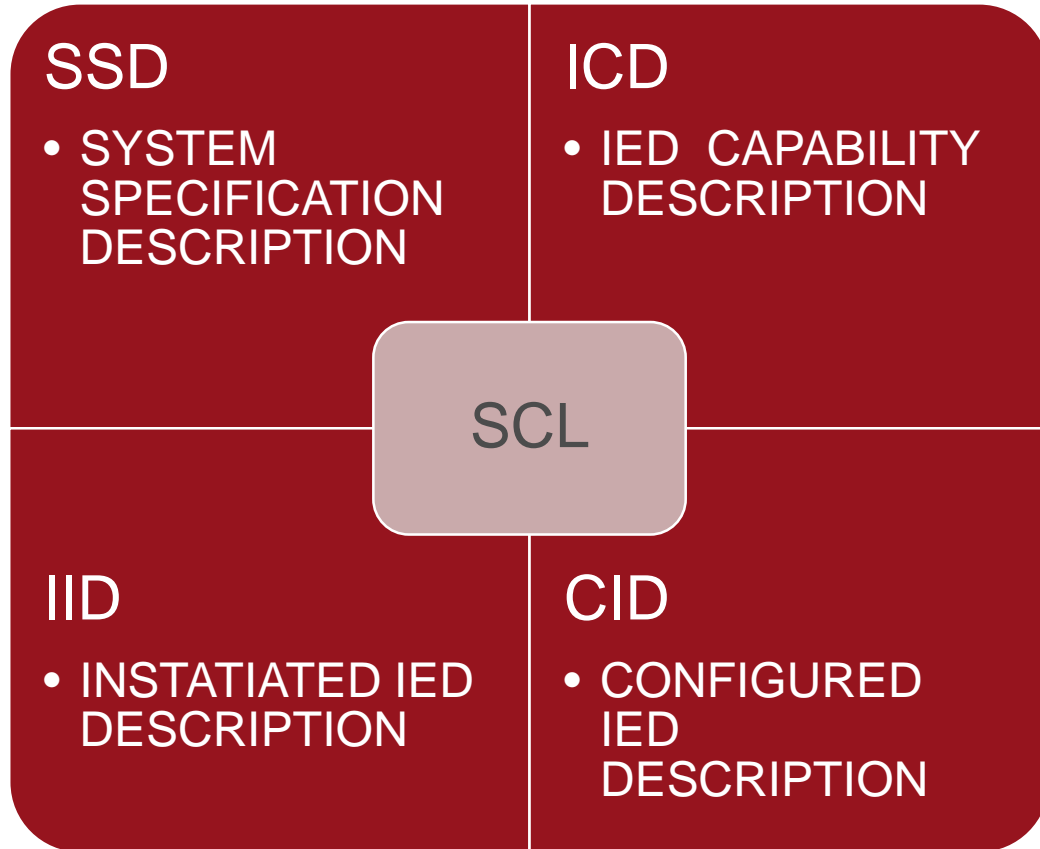 SSD
• SYSTEM
SPECIFICATION
DESCRIPTION
ICD
• IED  CAPABILITY
DESCRIPTION
SCL
IID
• INSTATIATED IED
DESCRIPTION
CID
• CONFIGURED
IED
DESCRIPTION